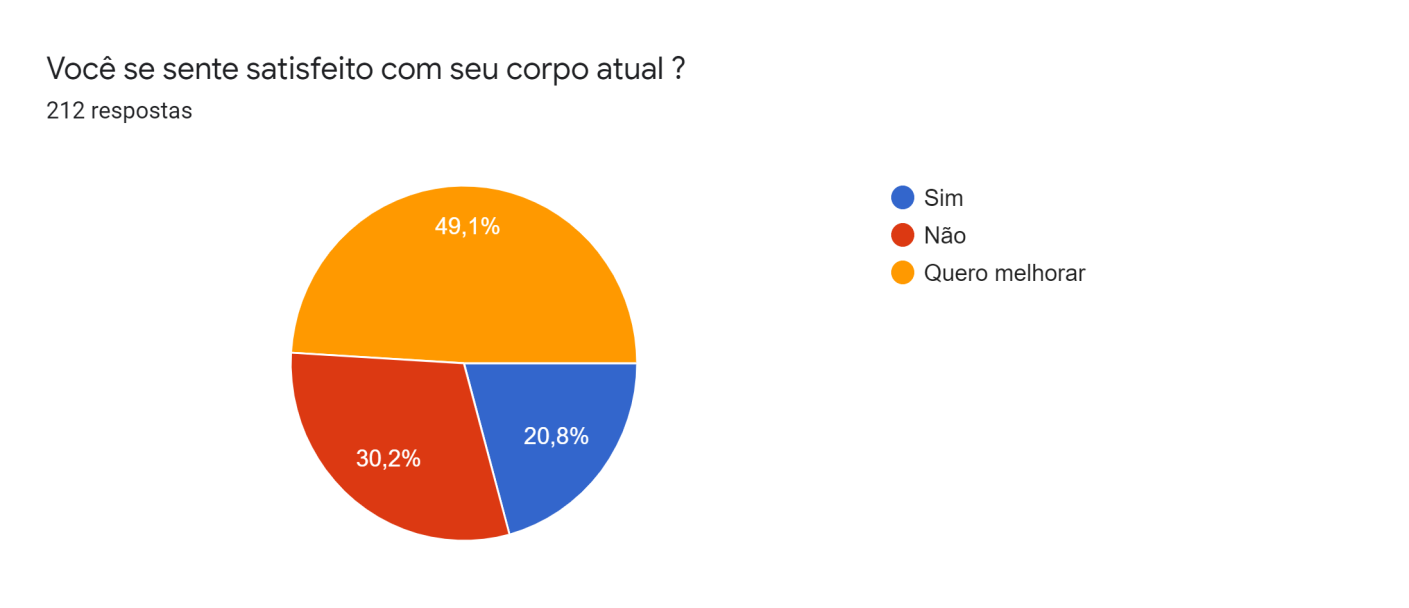 Você se sente satisfeito com seu corpo atual ?
212 respostas
49,1%
30,2%
20,8%
Sim
Não
Quero melhorar